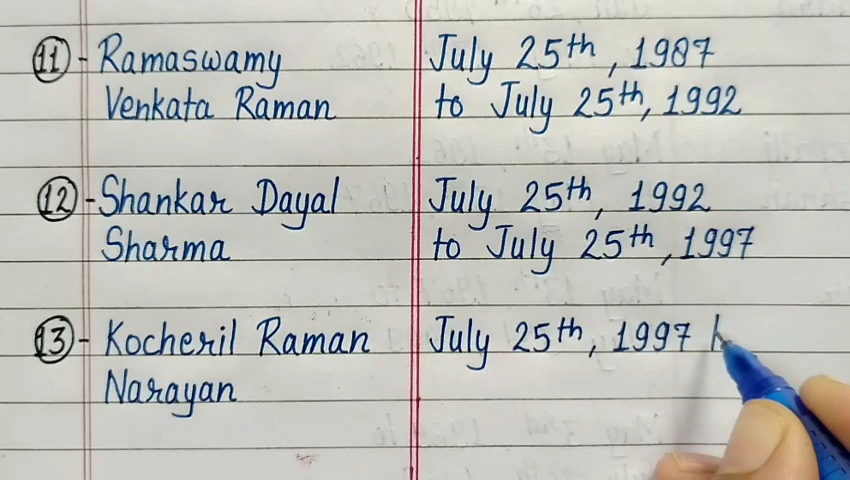 11 - Ramaswamy July 25th, 1987
Venkata Raman to July 25th, 1992
12 - Shankar Dayal July 25th, 1992
Sharma to July 25th, 1997
13 - Kocheril Raman July 25th, 1997
Narayan